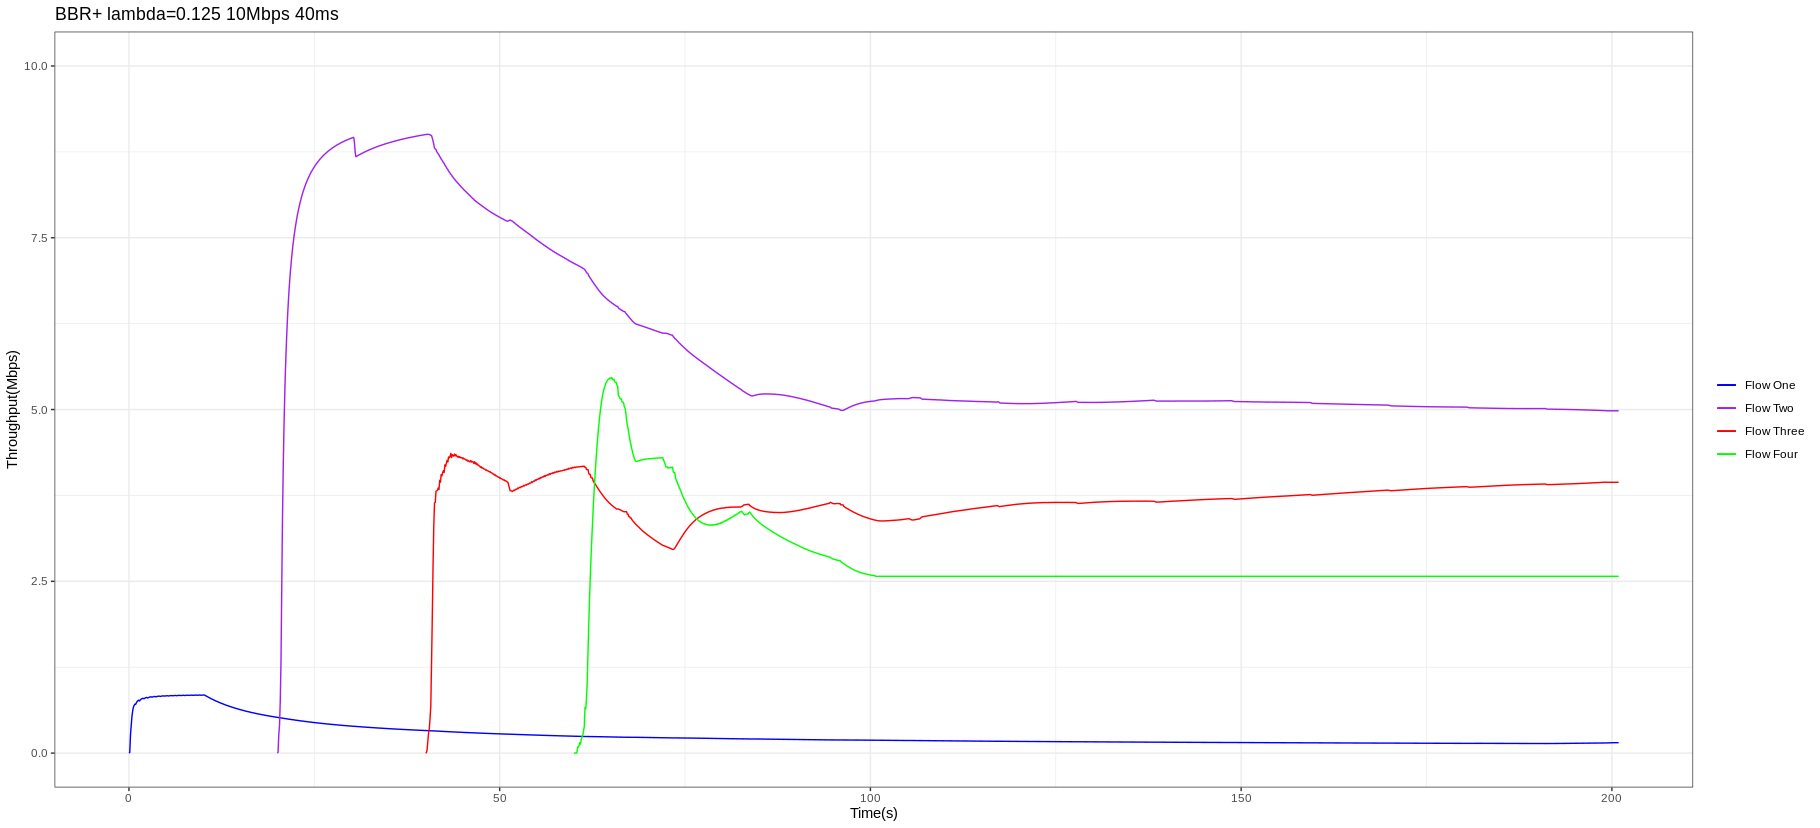 BBR+ lambda=0.125 10Mbps 40ms
Throughput(Mbps)
10.0
7.5
5.0
2.5
0.0
0
50
100
150
200
Time(s)
Flow One
Flow Two
Flow Three
Flow Four